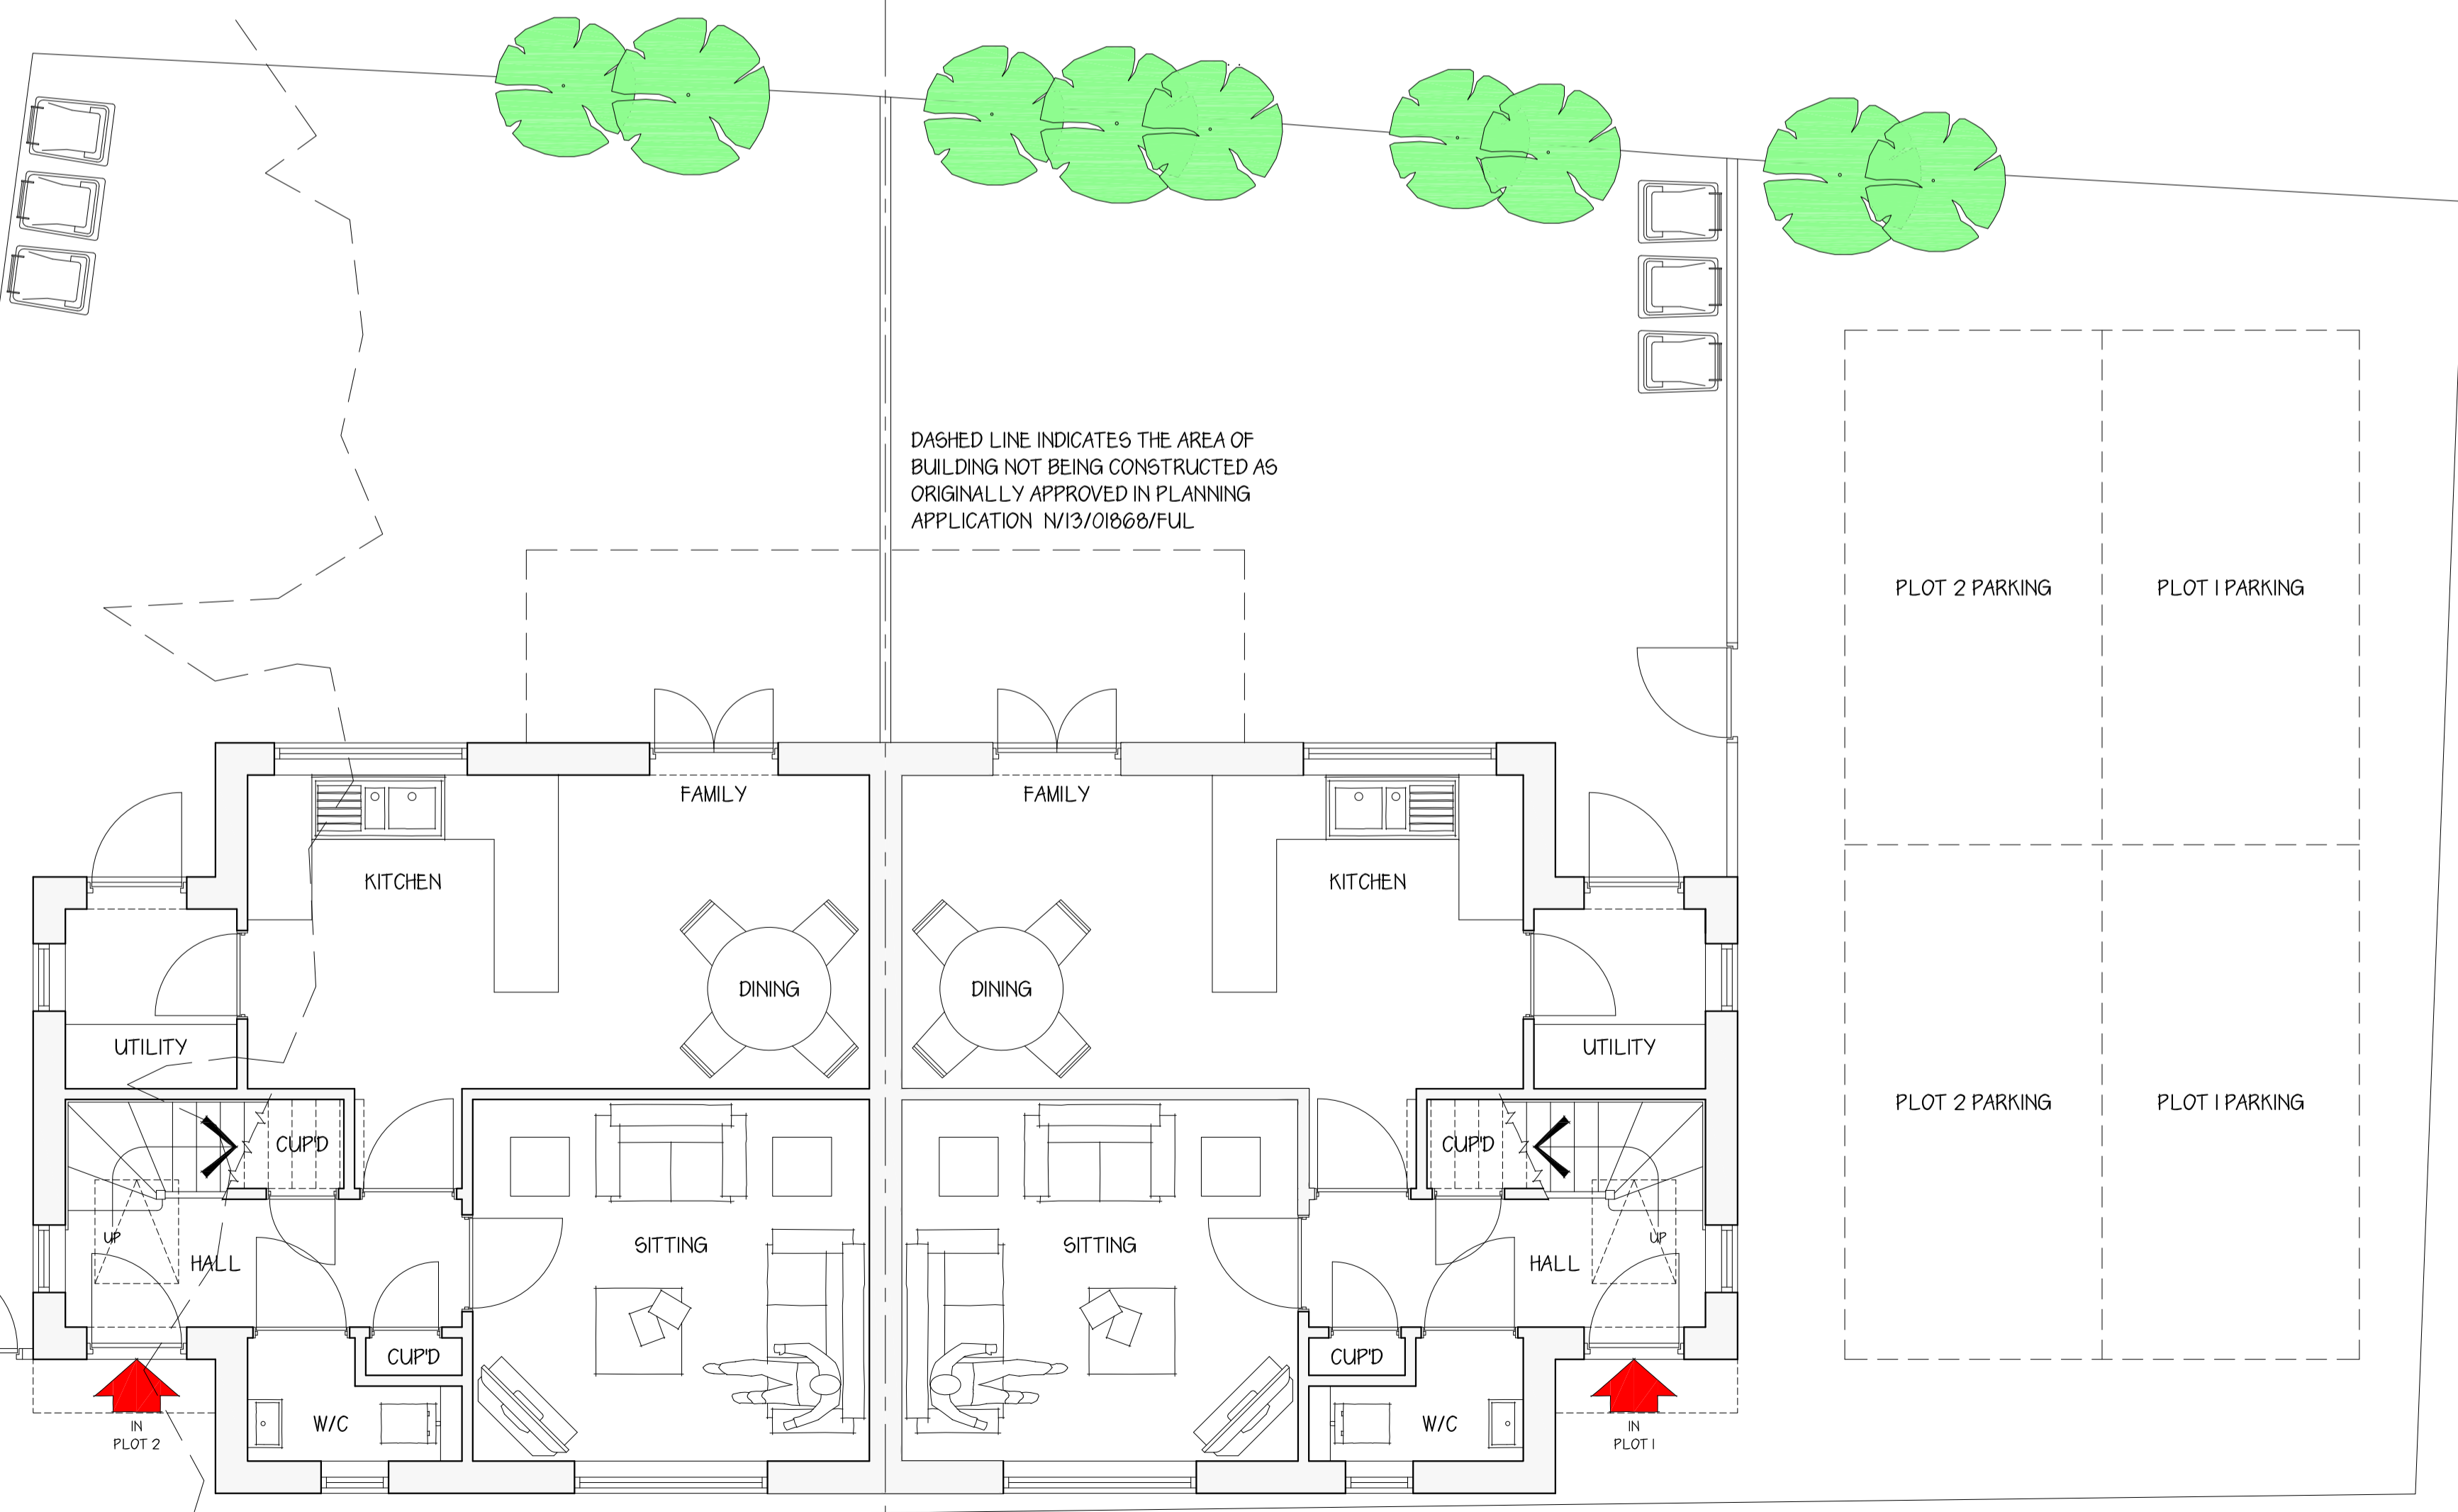 DASHED LINE INDICATES THE AREA OF
BUILDING NOT BEING CONSTRUCTED AS
ORIGINALLY APPROVED IN PLANNING
APPLICATION N/13/01868/FUL
PLOT 2 PARKING
PLOT 1 PARKING
FAMILY
FAMILY
KITCHEN
KITCHEN
DINING
DINING
UTILITY
UTILITY
PLOT 2 PARKING
PLOT 1 PARKING
CUP'D
CUP'D
UP
SITTING
SITTING
UP
HALL
HALL
CUP'D
CUP'D
W/C
W/C
IN
PLOT 2
IN
PLOT 1